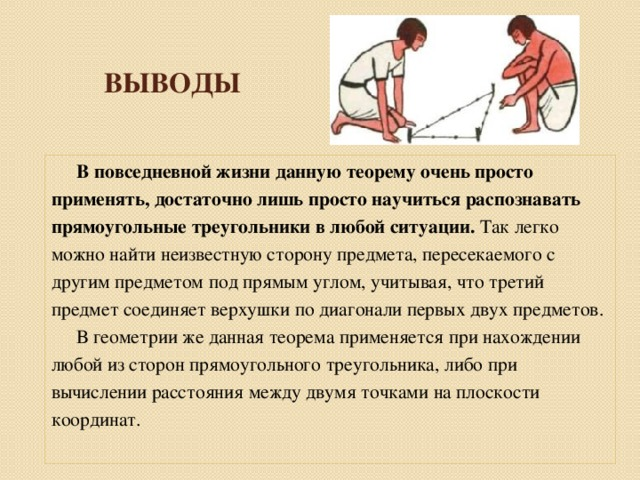 ВЫВОДЫ
В повседневной жизни данную теорему очень просто
применять, достаточно лишь просто научиться распознавать
прямоугольные треугольники в любой ситуации. Так легко
можно найти неизвестную сторону предмета, пересекаемого с
другим предметом под прямым углом, учитывая, что третий
предмет соединяет верхушки по диагонали первых двух предметов.
В геометрии же данная теорема применяется при нахождении
любой из сторон прямоугольного треугольника, либо при
вычислении расстояния между двумя точками на плоскости
координат.